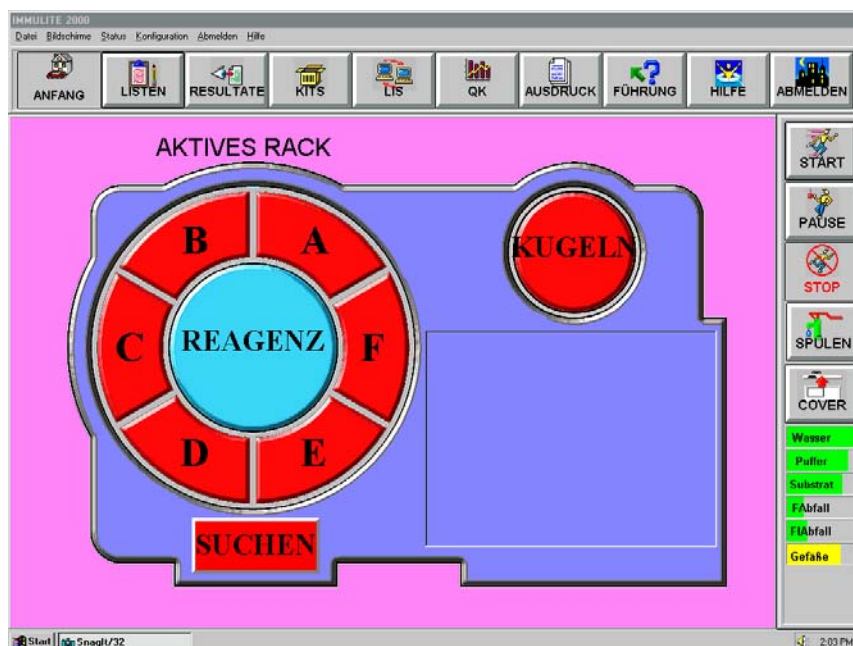 IMMULITE 2000
Datei Bildschirme Status Konfiguration Abmelden Hilfe
ANFANG LISTEN RESULTATE KITS LIS QK AUSDRUCK FÜHRUNG HILFE ABMELDEN
AKTIVES RACK
START
PAUSE
STOP
SPÜLEN
COVER
B A
C REAGENZ F
D E
KUGELN
SUCHEN
Wasser
Puffer
Substrat
FAbfall
FlAbfall
Gefaße
Start SnagIt/32 2:03 PM